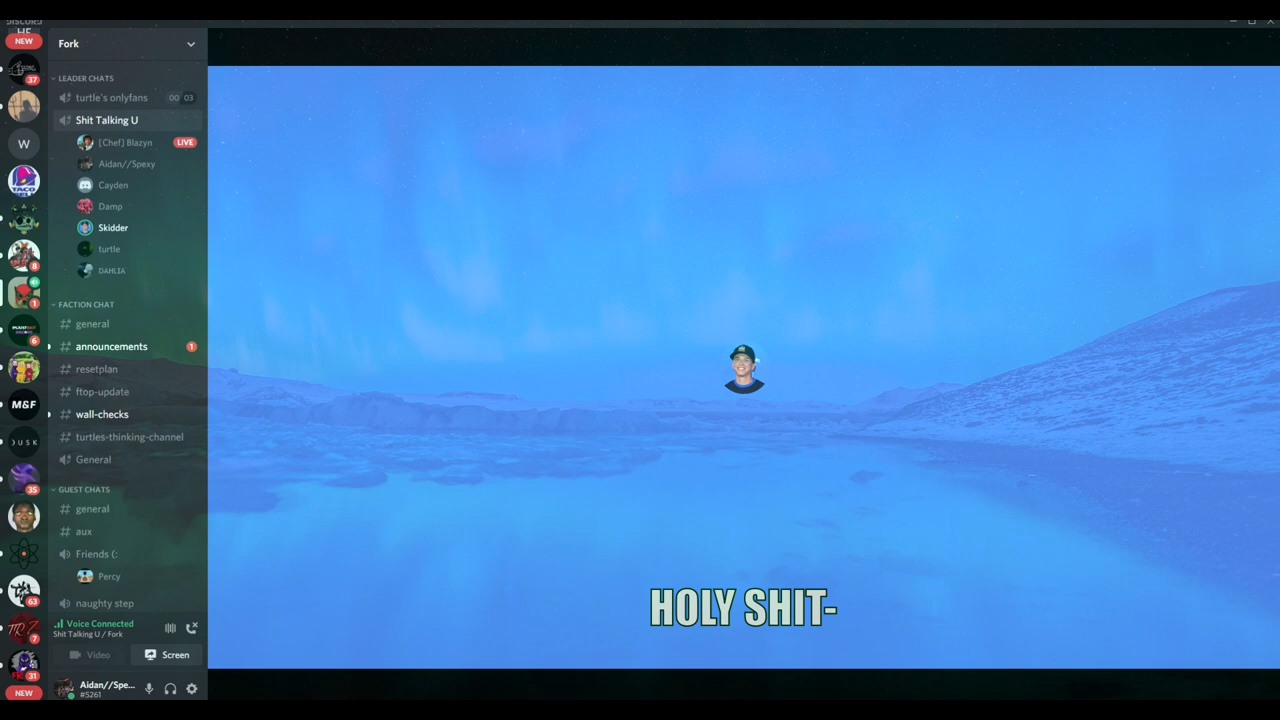 DISCORD
NEW
37
W
TACO
8
1
6
M&F
DUSK
35
63
7
31
NEW
Fork
LEADER CHATS
turtle's onlyfans 00 03
Shit Talking U
[Chef] Blazyn LIVE
Aidan//Spexy
Cayden
Damp
Skidder
turtle
DAHLIA
FACTION CHAT
general
announcements 1
resetplan
ftop-update
wall-checks
turtles-thinking-channel
General
GUEST CHATS
general
aux
Friends (:
Percy
naughty step
Voice Connected
Shit Talking U / Fork
Video Screen
Aidan//Spe...
#5261
HOLY SHIT-